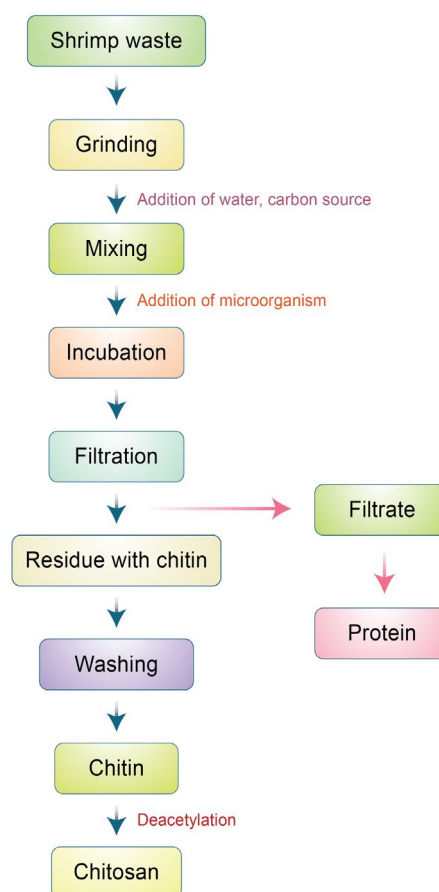 Shrimp waste
Grinding
Addition of water, carbon source
Mixing
Addition of microorganism
Incubation
Filtration
Filtrate
Residue with chitin
Protein
Washing
Chitin
Deacetylation
Chitosan